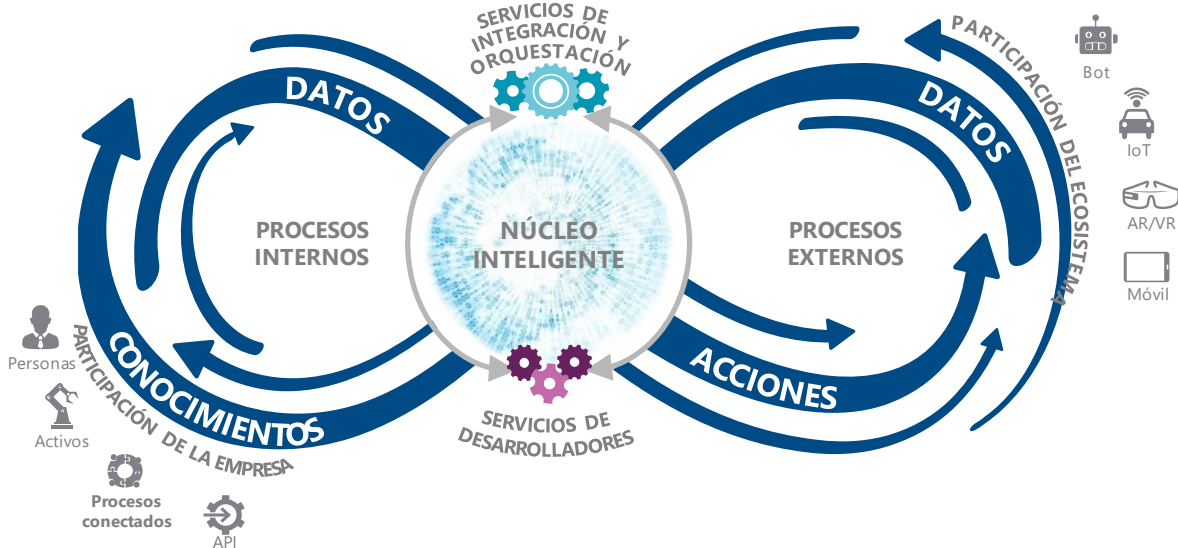 SERVICIOS DE
INTEGRACIÓN Y
ORQUESTACIÓN
DATOS
PROCESOS
INTERNOS
CONOCIMIENTOS
PARTICIPACIÓN DE LA EMPRESA
Personas
Activos
Procesos
conectados
API
NÚCLEO
INTELIGENTE
SERVICIOS DE
DESARROLLADORES
DATOS
PROCESOS
EXTERNOS
ACCIONES
PARTICIPACIÓN DEL ECOSISTEMA
Bot
IoT
AR/VR
Móvil